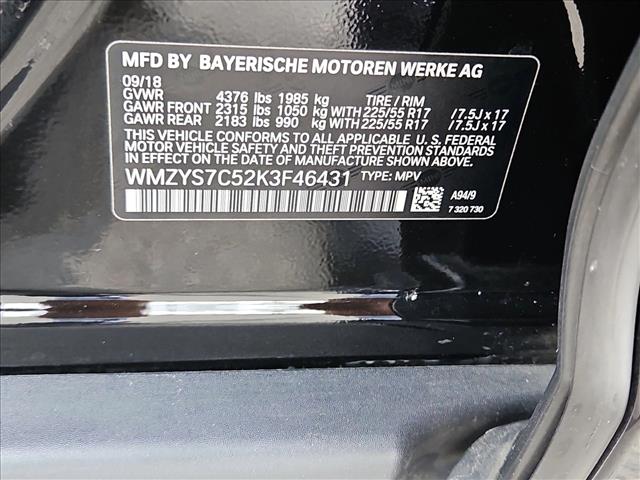 MFD BY BAYERISCHE MOTOREN WERKE AG
09/18
GVWR 4376 lbs 1985 kg TIRE / RIM
GAWR FRONT 2315 lbs 1050 kg WITH 225/55 R17 /7.5J x 17
GAWR REAR 2183 lbs 990 kg WITH 225/55 R17 /7.5J x 17
THIS VEHICLE CONFORMS TO ALL APPLICABLE, U. S. FEDERAL
MOTOR VEHICLE SAFETY STANDARDS IN EFFECT ON
THE DATE OF MANUFACTURE SHOWN ABOVE.
WMZYS7C52K3F46431 TYPE: MPV
A94/9
7 320 730